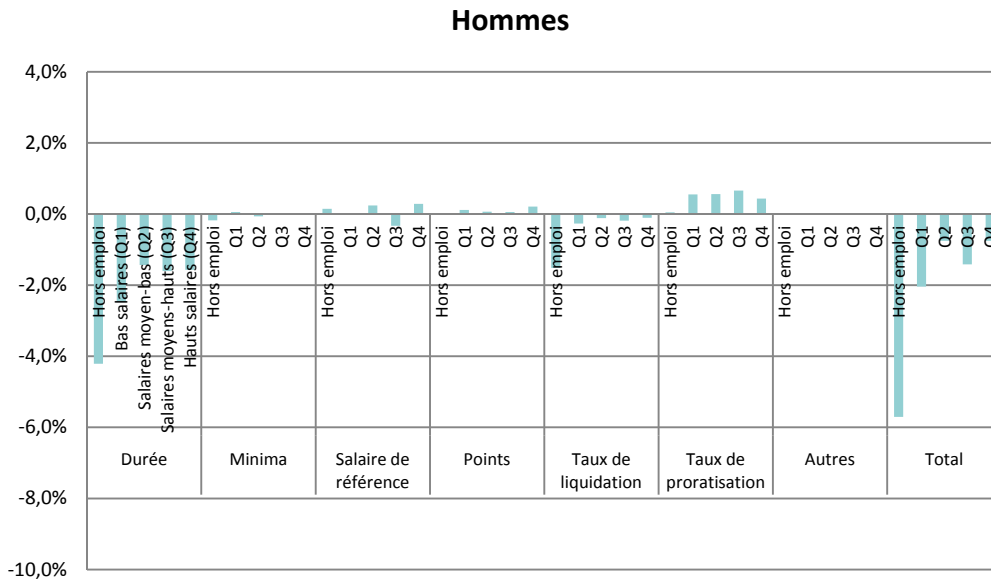 Hommes
4,0%
2,0%
0,0%
-2,0%
-4,0%
-6,0%
-8,0%
-10,0%
Hors emploi
Bas salaires (Q1)
Salaires moyen-bas (Q2)
Salaires moyens-hauts (Q3)
Hauts salaires (Q4)
Hors emploi
Q1
Q2
Q3
Q4
Hors emploi
Q1
Q2
Q3
Q4
Hors emploi
Q1
Q2
Q3
Q4
Hors emploi
Q1
Q2
Q3
Q4
Hors emploi
Q1
Q2
Q3
Q4
Hors emploi
Q1
Q2
Q3
Q4
Hors emploi
Q1
Q2
Q3
Q4
Durée
Minima
Salaire de
référence
Points
Taux de
liquidation
Taux de
proratisation
Autres
Total